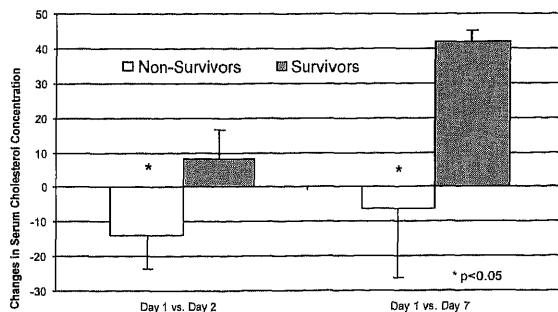 Changes in Serum Cholesterol Concentration
50
40
30
20
10
0
-10
-20
-30
Non-Survivors
Survivors
*
*
* p<0.05
Day 1 vs. Day 2
Day 1 vs. Day 7